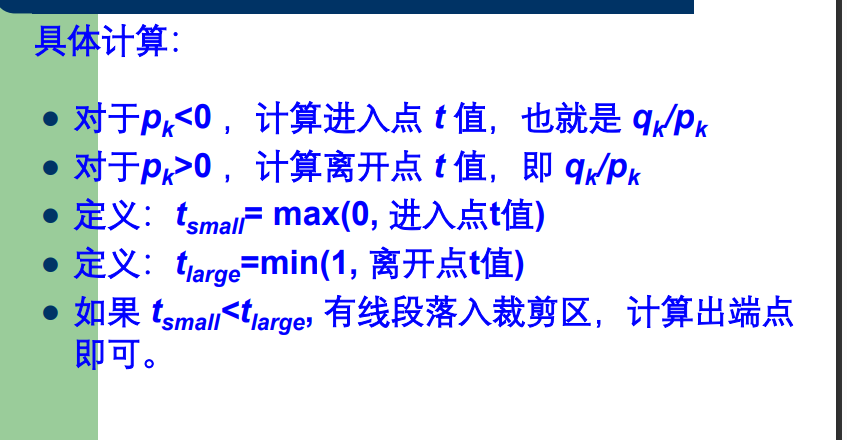 具体计算：
● 对于pk<0 ，计算进入点 t 值，也就是 qk/pk
● 对于pk>0 ，计算离开点 t 值，即 qk/pk
● 定义：tsmall= max(0, 进入点t值)
● 定义：tlarge=min(1, 离开点t值)
● 如果 tsmall<tlarge, 有线段落入裁剪区，计算出端点
即可。